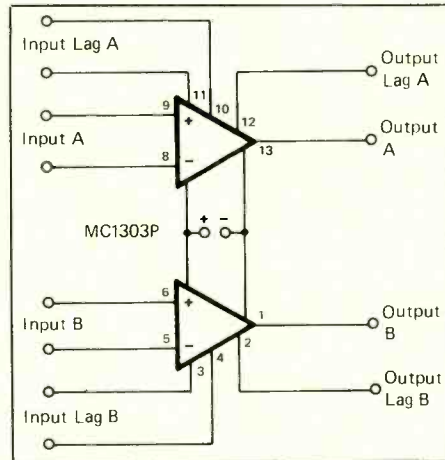 Input Lag A
Output
Lag A
11
10
12
9
+
Input A
13
Output
A
8
−
MC1303P
+ −
6
+
1
Output
B
Input B
5
−
2
3
4
Output
Lag B
Input Lag B